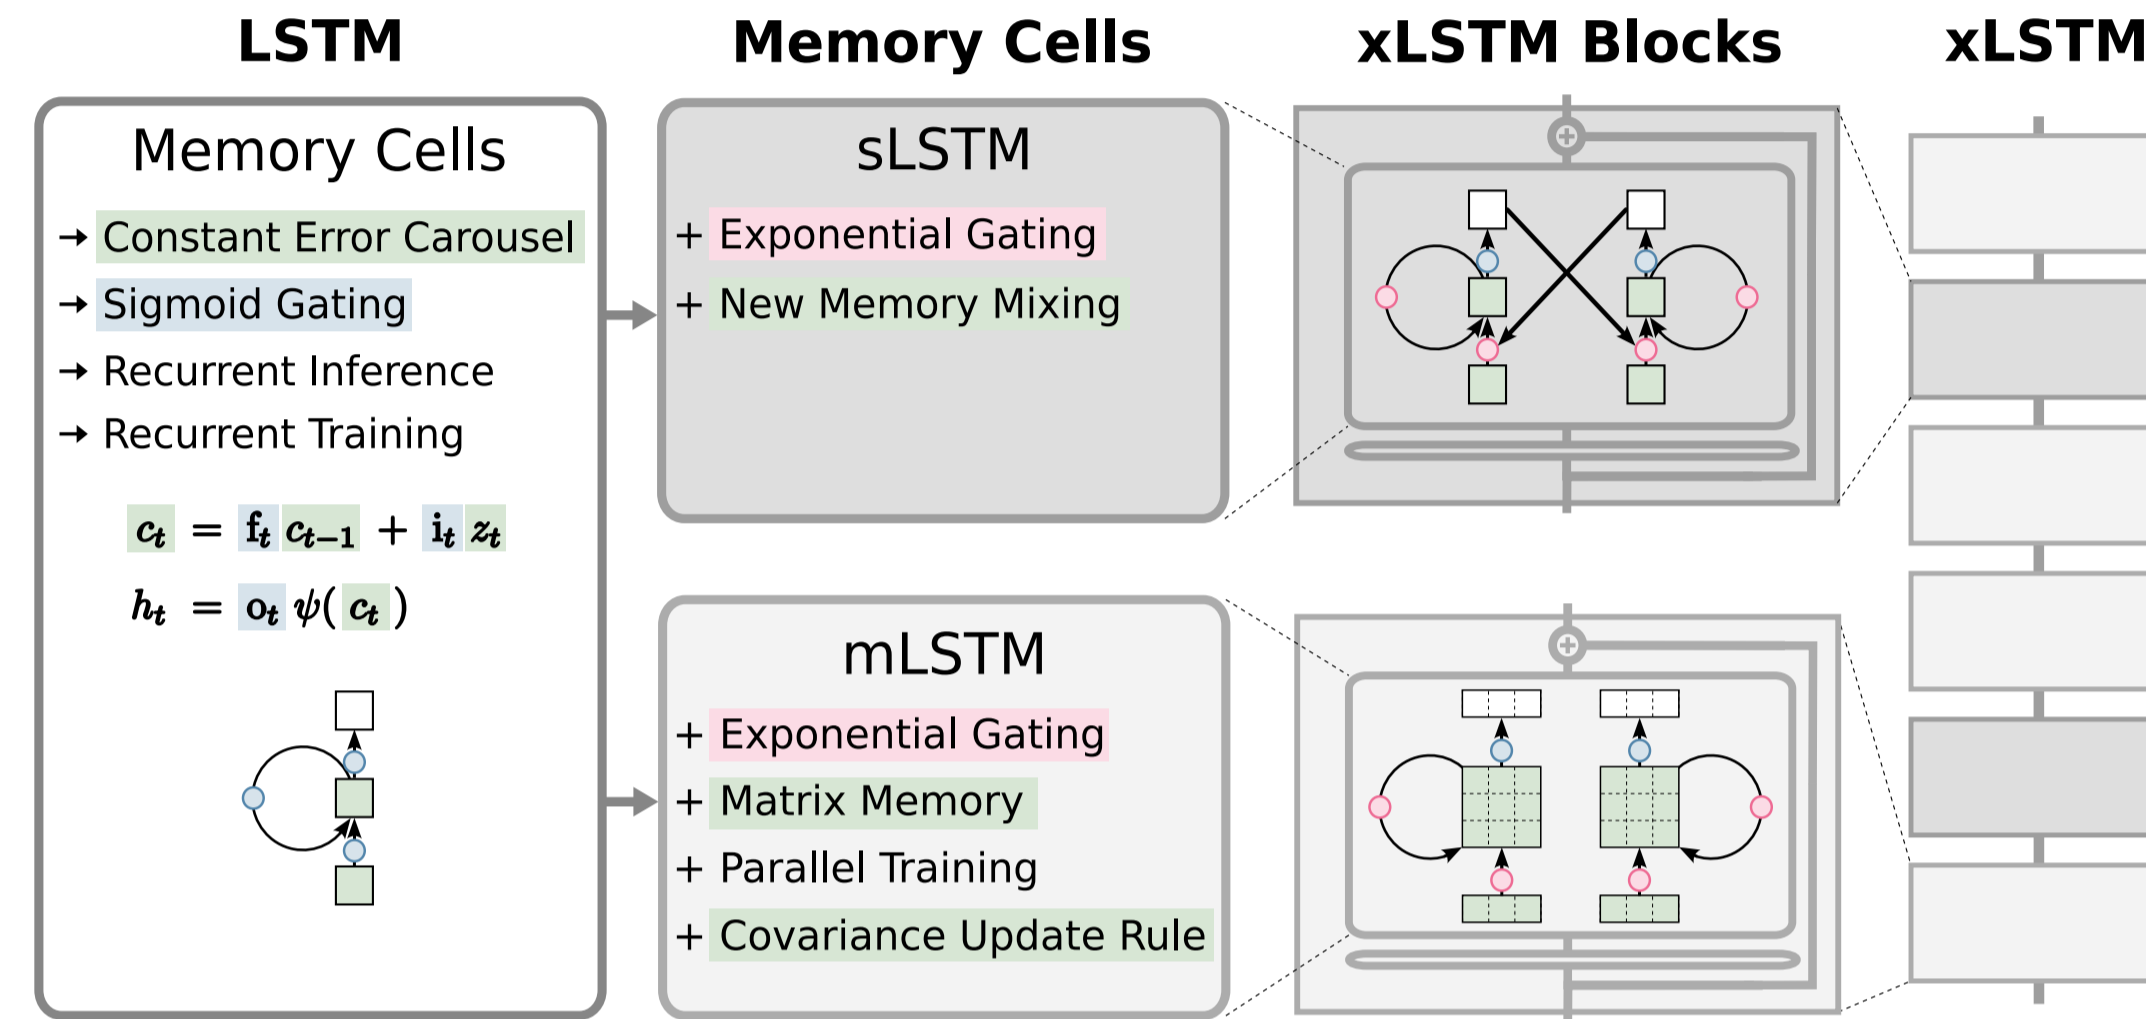 LSTM
Memory Cells
→ Constant Error Carousel
→ Sigmoid Gating
→ Recurrent Inference
→ Recurrent Training
c_t = f_t c_{t−1} + i_t z_t
h_t = o_t ψ( c_t )
Memory Cells
sLSTM
+ Exponential Gating
+ New Memory Mixing
mLSTM
+ Exponential Gating
+ Matrix Memory
+ Parallel Training
+ Covariance Update Rule
xLSTM Blocks
xLSTM